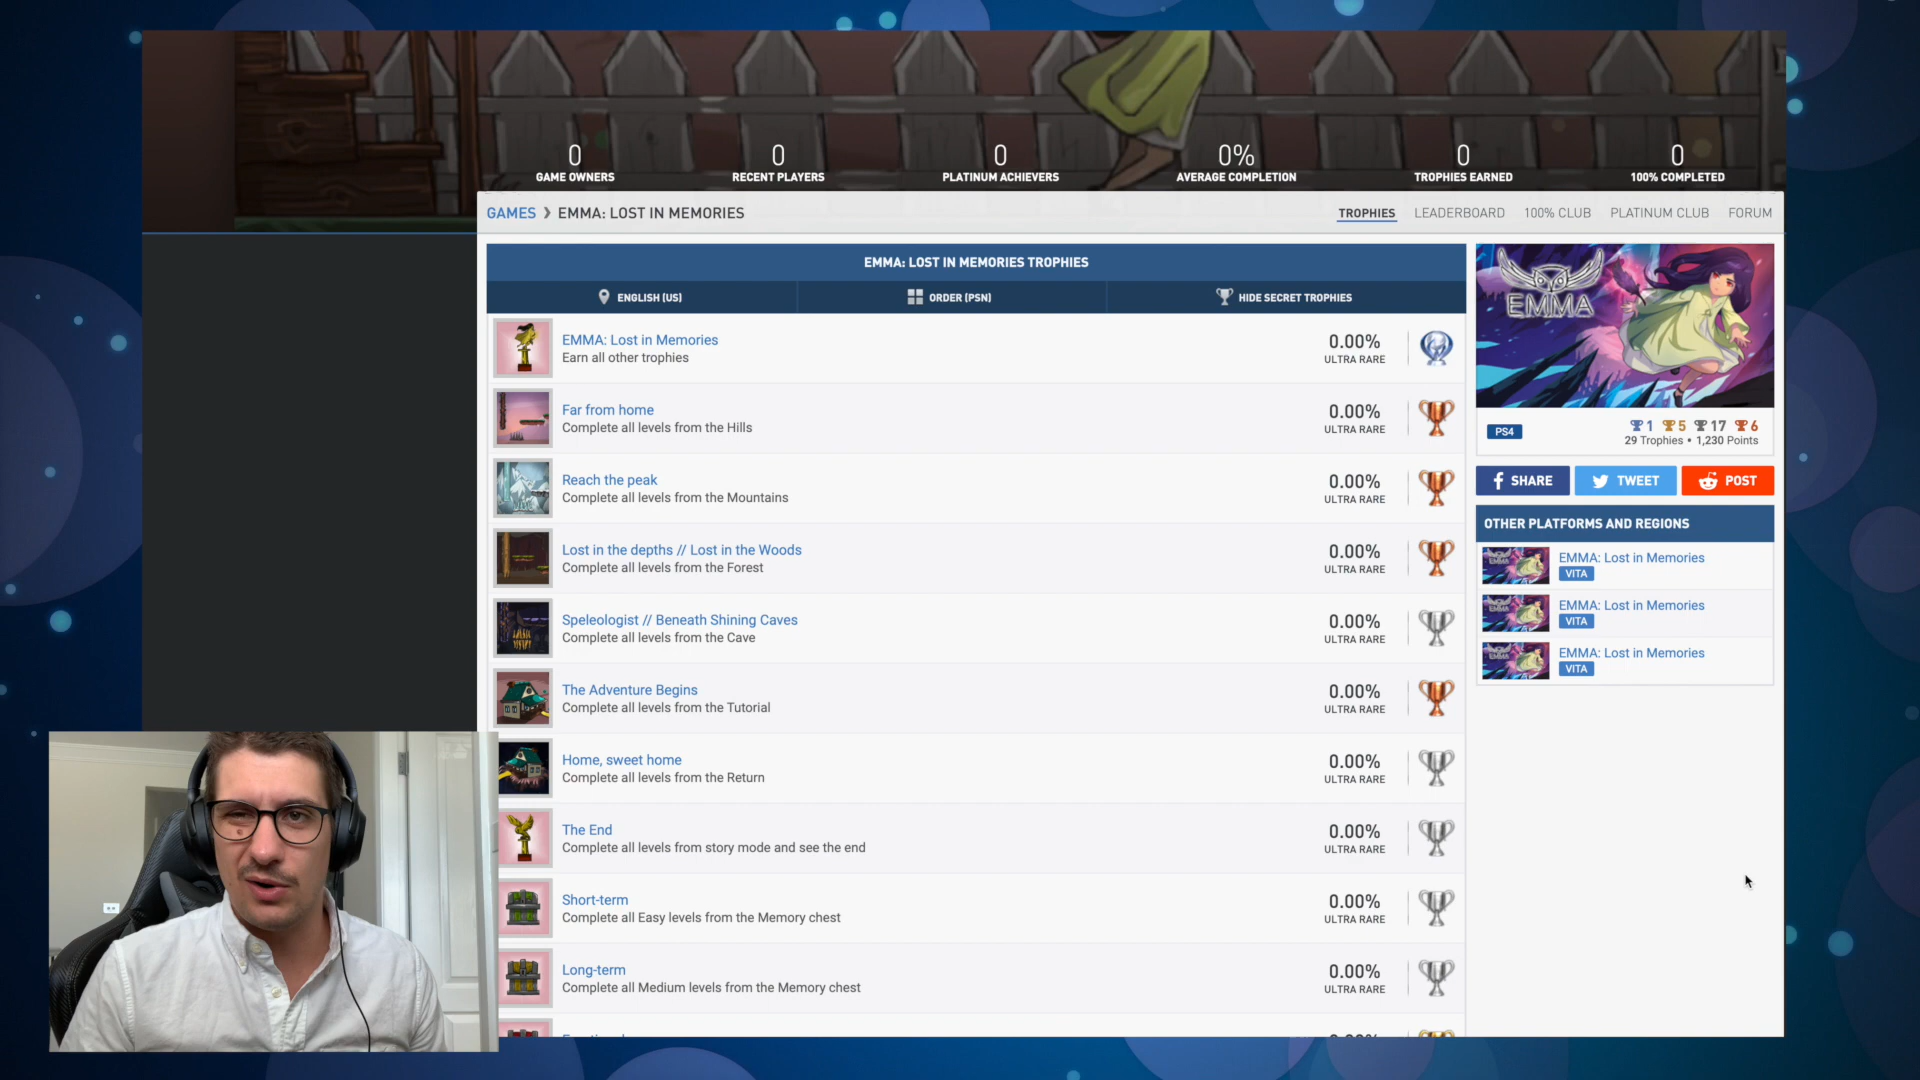 0
GAME OWNERS
0
RECENT PLAYERS
0
PLATINUM ACHIEVERS
0%
AVERAGE COMPLETION
0
TROPHIES EARNED
0
100% COMPLETED
GAMES › EMMA: LOST IN MEMORIES
TROPHIES LEADERBOARD 100% CLUB PLATINUM CLUB FORUM
EMMA: LOST IN MEMORIES TROPHIES
ENGLISH (US) ORDER (PSN) HIDE SECRET TROPHIES
EMMA: Lost in Memories
Earn all other trophies
0.00%
ULTRA RARE
Far from home
Complete all levels from the Hills
0.00%
ULTRA RARE
Reach the peak
Complete all levels from the Mountains
0.00%
ULTRA RARE
Lost in the depths // Lost in the Woods
Complete all levels from the Forest
0.00%
ULTRA RARE
Speleologist // Beneath Shining Caves
Complete all levels from the Cave
0.00%
ULTRA RARE
The Adventure Begins
Complete all levels from the Tutorial
0.00%
ULTRA RARE
Home, sweet home
Complete all levels from the Return
0.00%
ULTRA RARE
The End
Complete all levels from story mode and see the end
0.00%
ULTRA RARE
Short-term
Complete all Easy levels from the Memory chest
0.00%
ULTRA RARE
Long-term
Complete all Medium levels from the Memory chest
0.00%
ULTRA RARE
EMMA
PS4
1 5 17 6
29 Trophies • 1,230 Points
SHARE TWEET POST
OTHER PLATFORMS AND REGIONS
EMMA: Lost in Memories
VITA
EMMA: Lost in Memories
VITA
EMMA: Lost in Memories
VITA